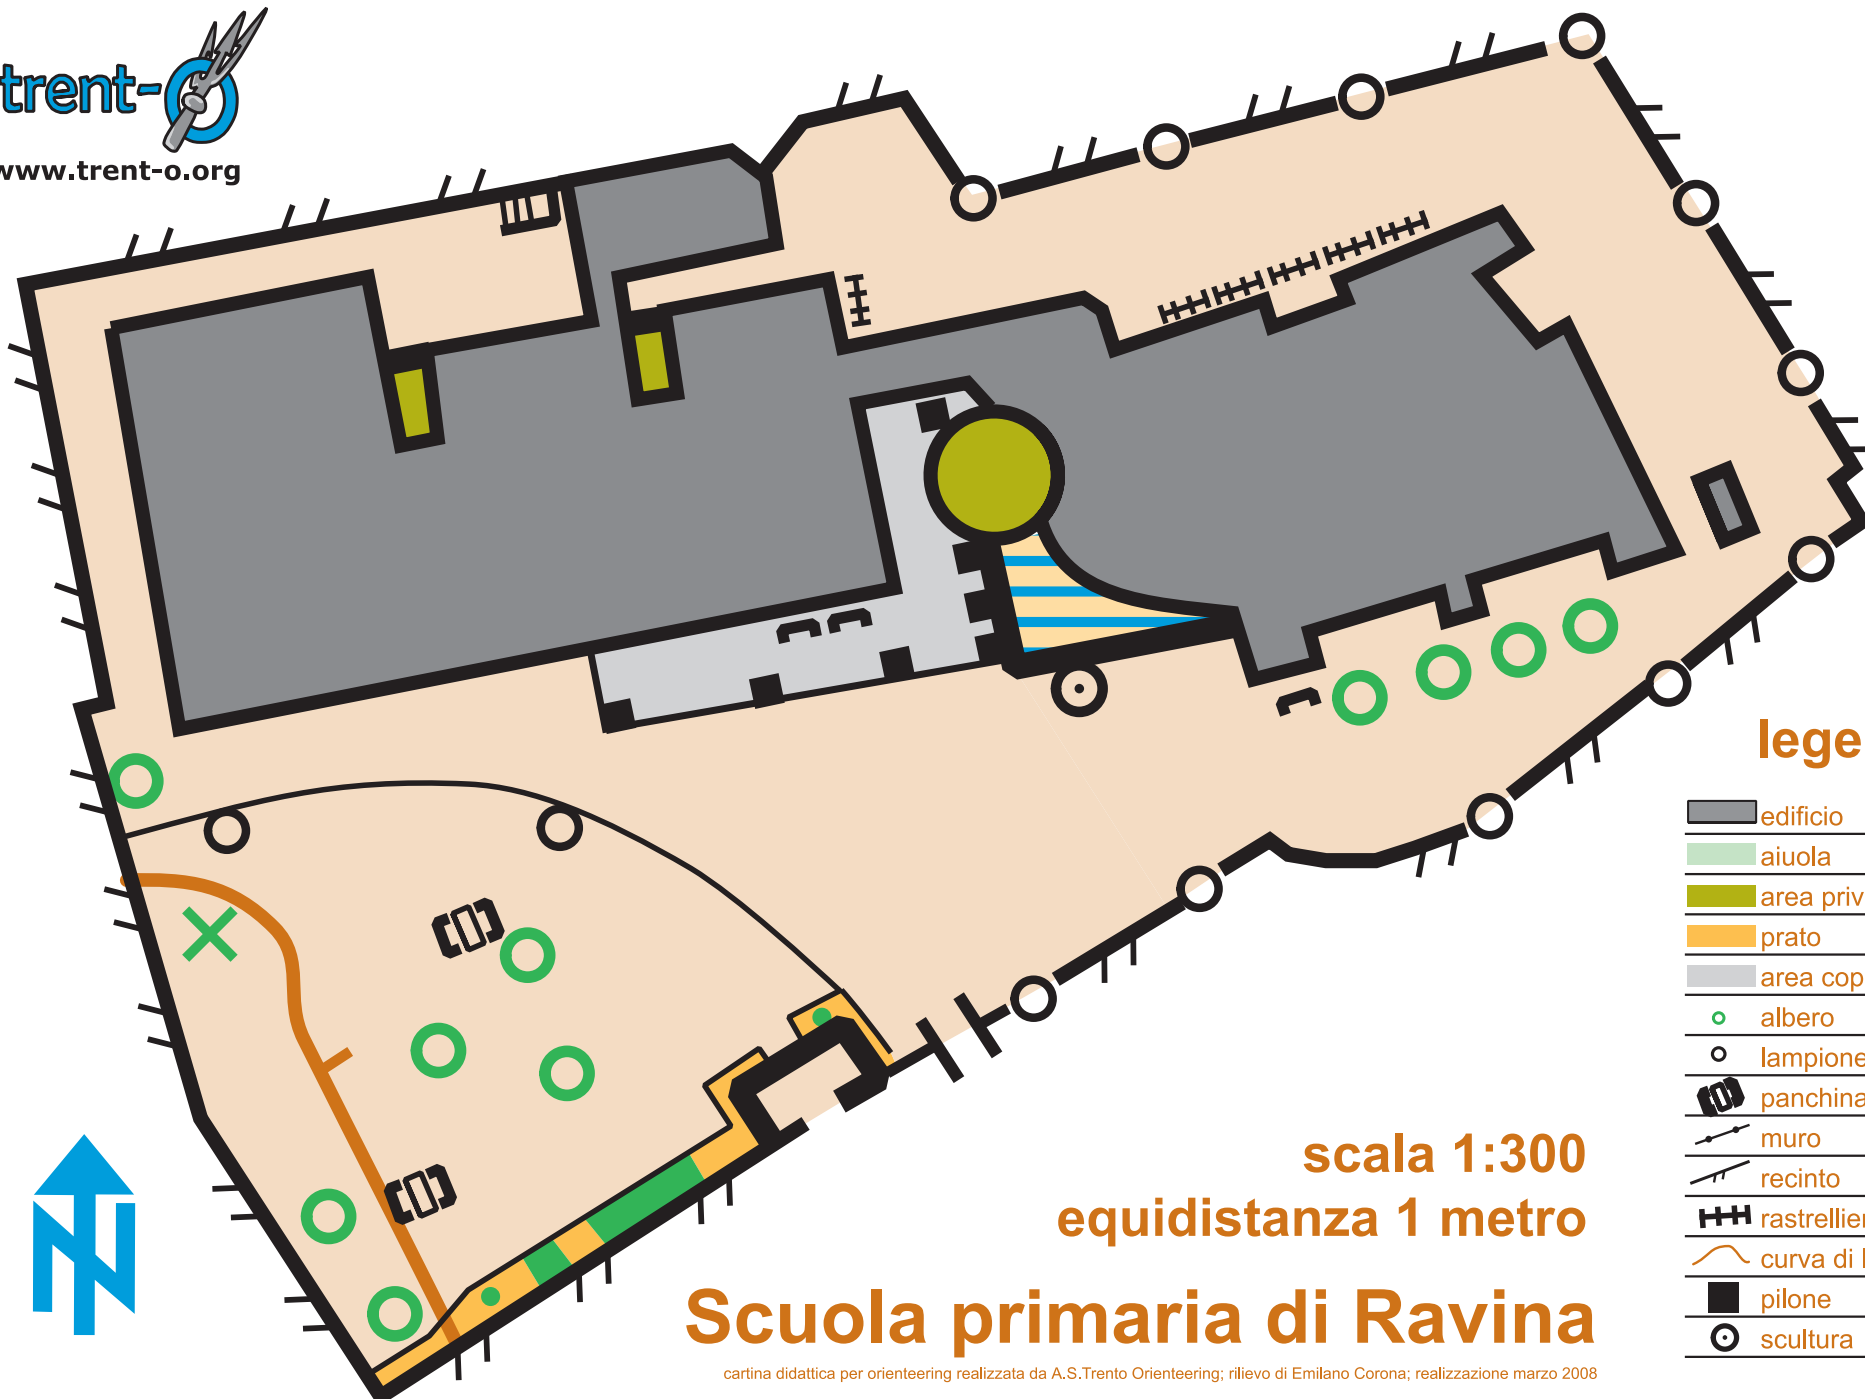 trent-O
www.trent-o.org
lege
edificio
aiuola
area priv
prato
area cop
albero
lampione
panchina
muro
recinto
rastrellier
curva di l
pilone
scultura
scala 1:300
equidistanza 1 metro
Scuola primaria di Ravina
cartina didattica per orienteering realizzata da A.S.Trento Orienteering; rilievo di Emilano Corona; realizzazione marzo 2008
N